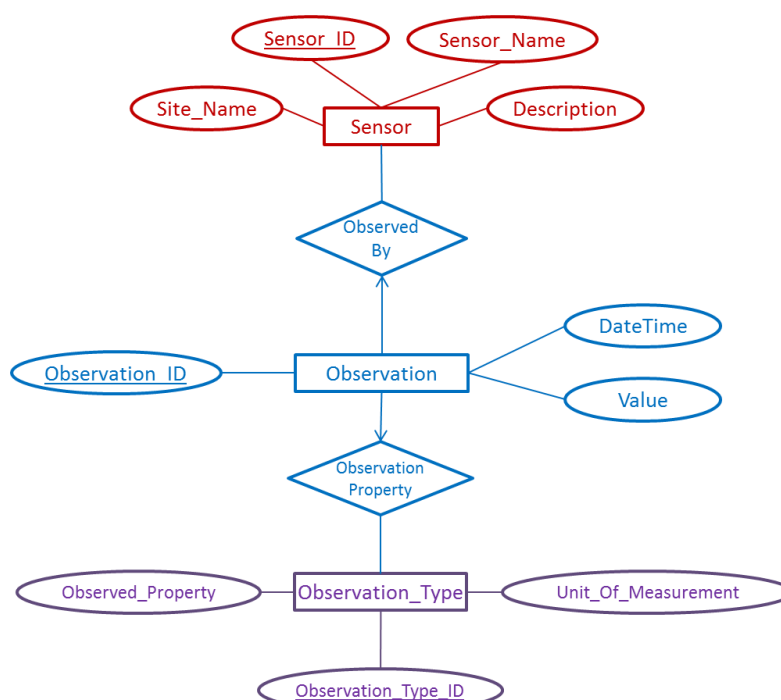 Sensor_ID
Sensor_Name
Site_Name
Description
Sensor
Observed
By
DateTime
Observation_ID
Observation
Value
Observation
Property
Observed_Property
Observation_Type
Unit_Of_Measurement
Observation_Type_ID